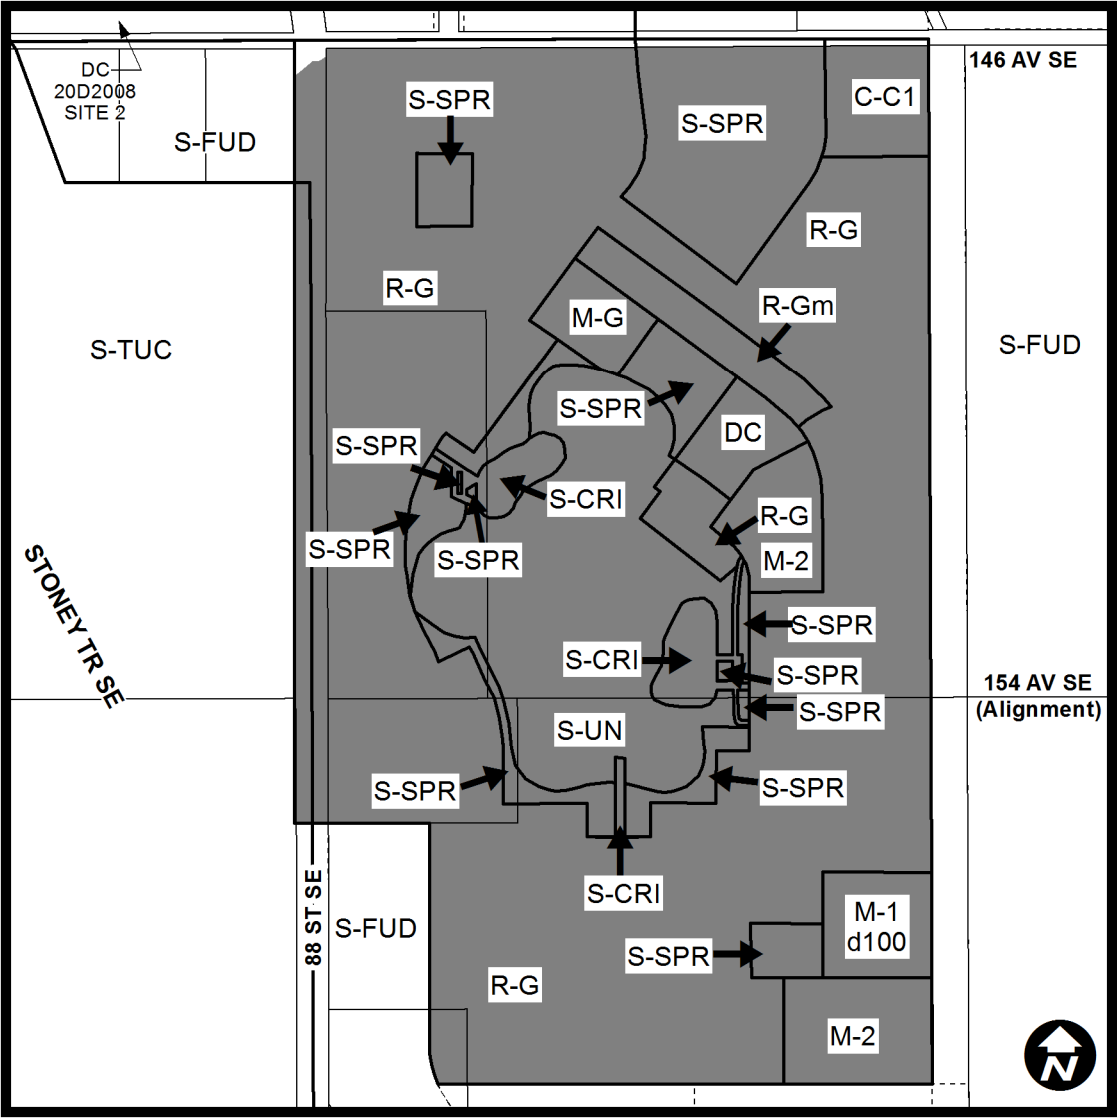 146 AV SE
DC
20D2008
SITE 2
S-SPR
C-C1
S-SPR
S-FUD
R-G
R-G
R-Gm
M-G
S-TUC
S-FUD
S-SPR
DC
S-SPR
S-CRI
R-G
S-SPR
S-SPR
M-2
STONEY TR SE
S-SPR
S-CRI
S-SPR
154 AV SE
(Alignment)
S-SPR
S-UN
S-SPR
S-SPR
S-CRI
88 ST SE
S-FUD
M-1
d100
S-SPR
R-G
M-2
N